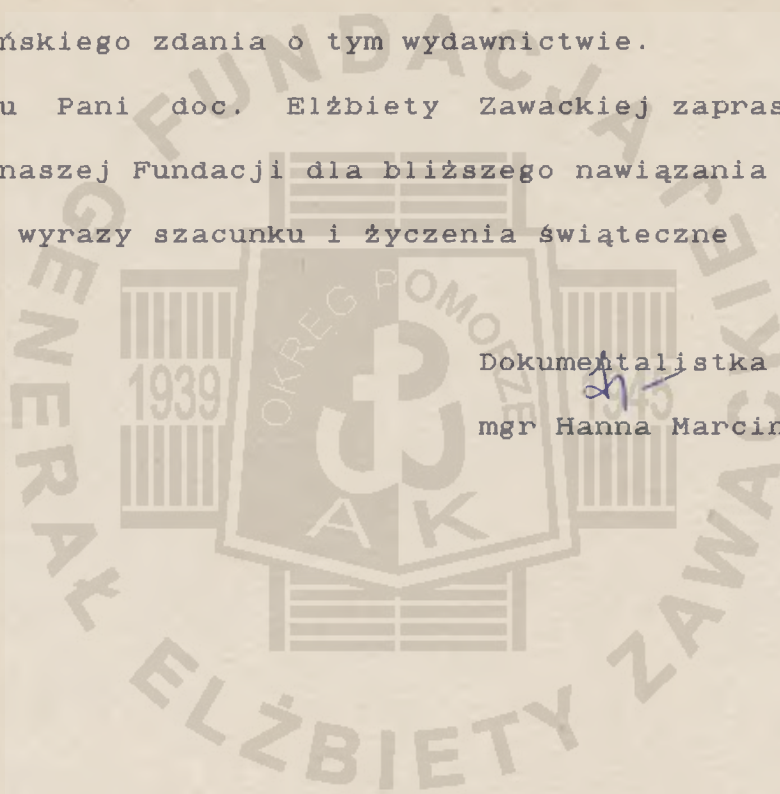 ńskiego zdania o tym wydawnictwie.
u Pani doc. Elżbiety Zawackiej zapras
naszej Fundacji dla bliższego nawiązania
wyrazy szacunku i życzenia świąteczne
Dokumentalistka
mgr Hanna Marcin
FUNDACJA
GENERAŁ ELŻBIETY ZAWACKIEJ
OKRĘG POMORZE
1939
1945
AK